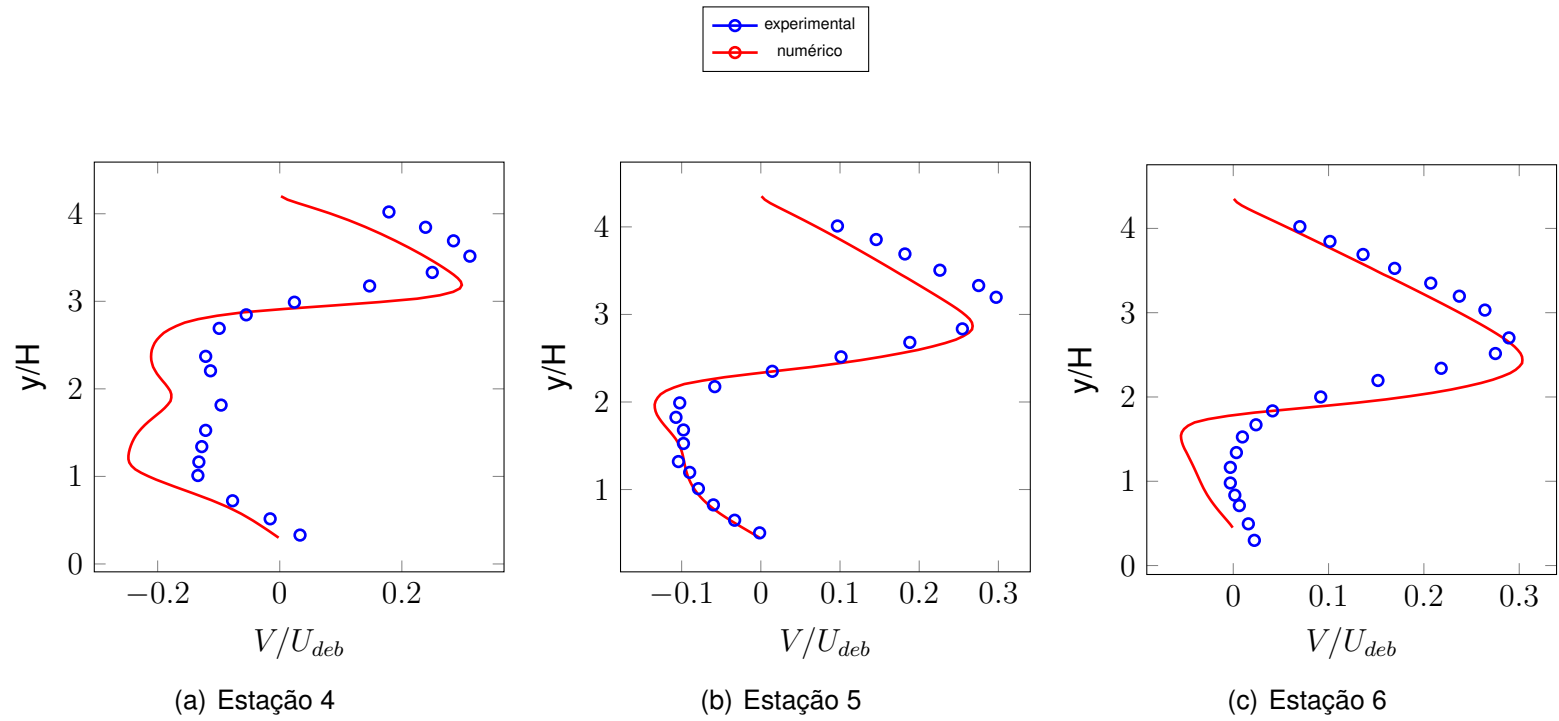 experimental
numérico
4
3
2
1
0
y/H
−0.2 0 0.2
V/U_deb
(a) Estação 4
4
3
2
1
y/H
−0.1 0 0.1 0.2 0.3
V/U_deb
(b) Estação 5
4
3
2
1
0
y/H
0 0.1 0.2 0.3
V/U_deb
(c) Estação 6